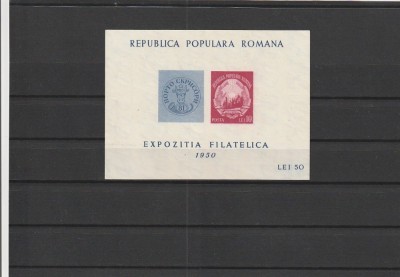 REPUBLICA POPULARA ROMANA
EXPOZITIA FILATELICA
1950
LEI 50